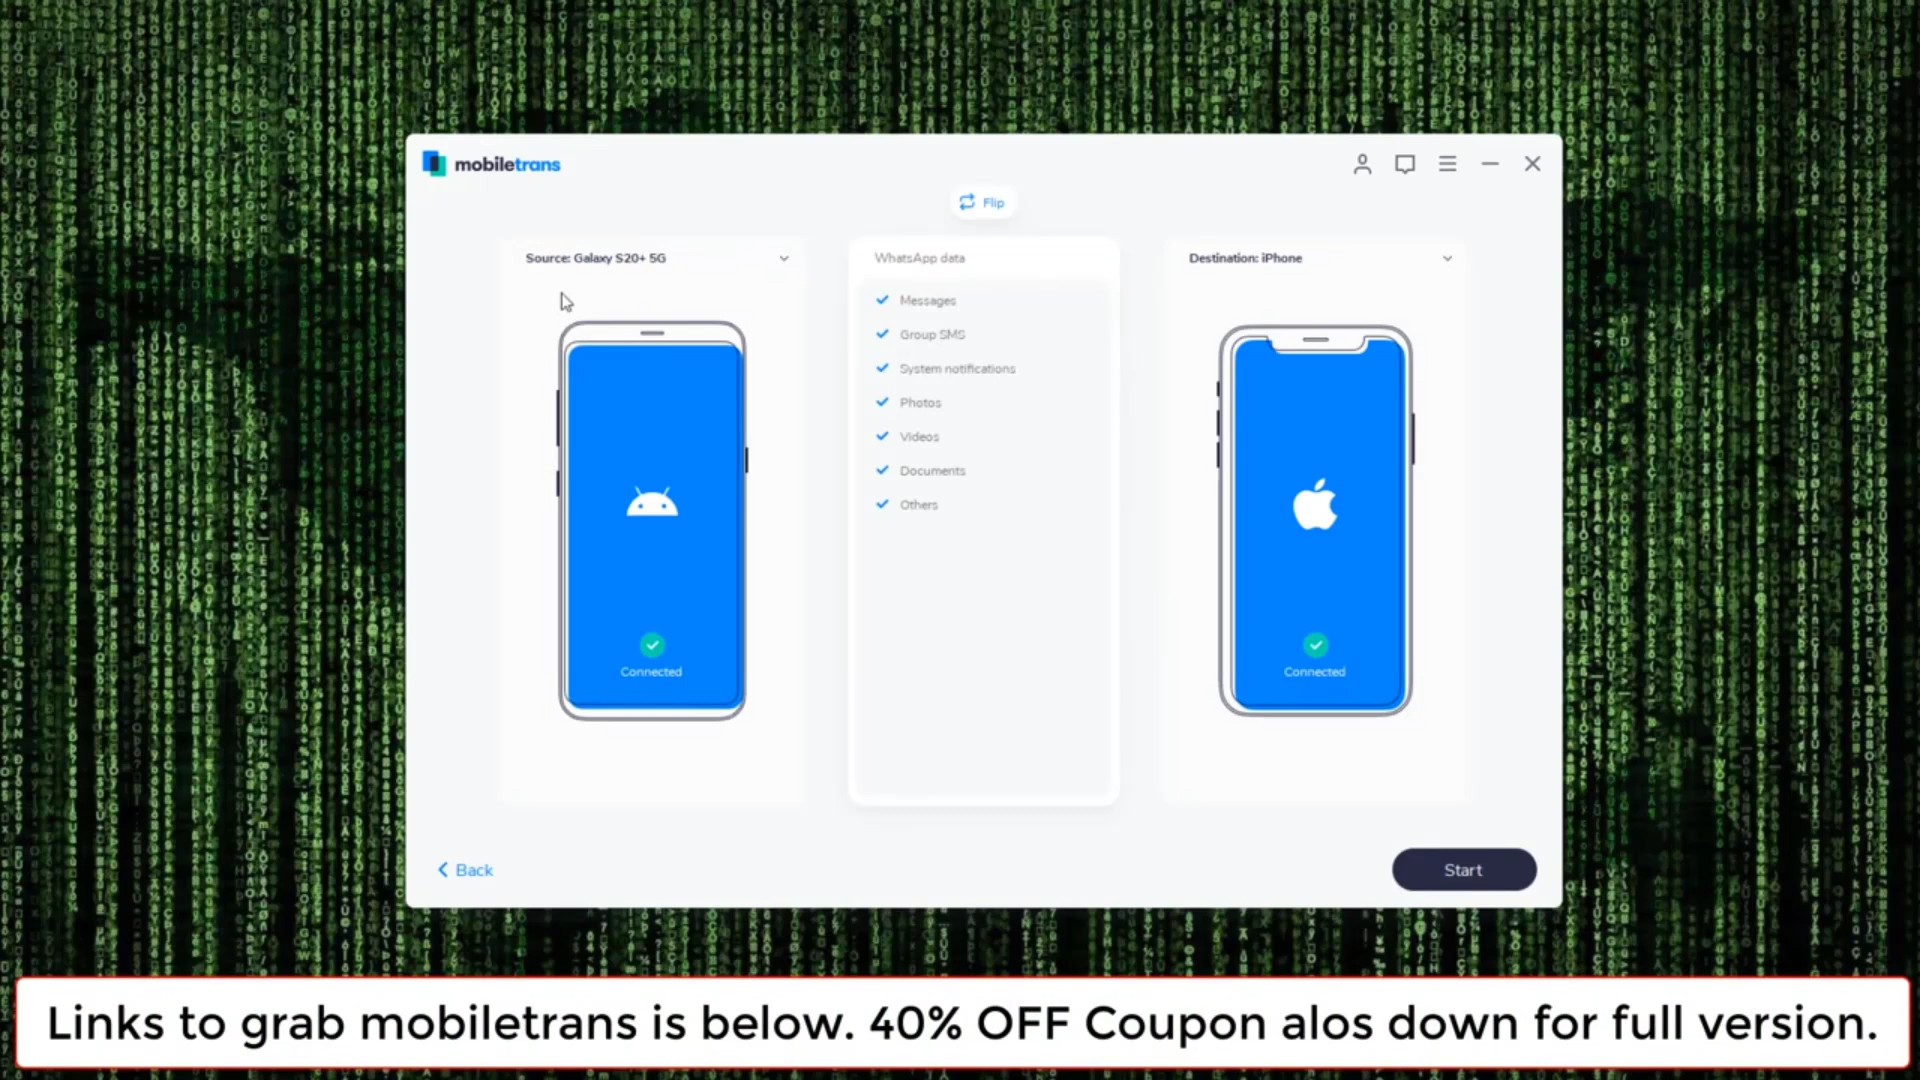 mobiletrans
Flip
Source: Galaxy S20+ 5G
WhatsApp data
Destination: iPhone
Messages
Group SMS
System notifications
Photos
Videos
Documents
Others
Connected
Connected
Back
Start
Links to grab mobiletrans is below. 40% OFF Coupon alos down for full version.